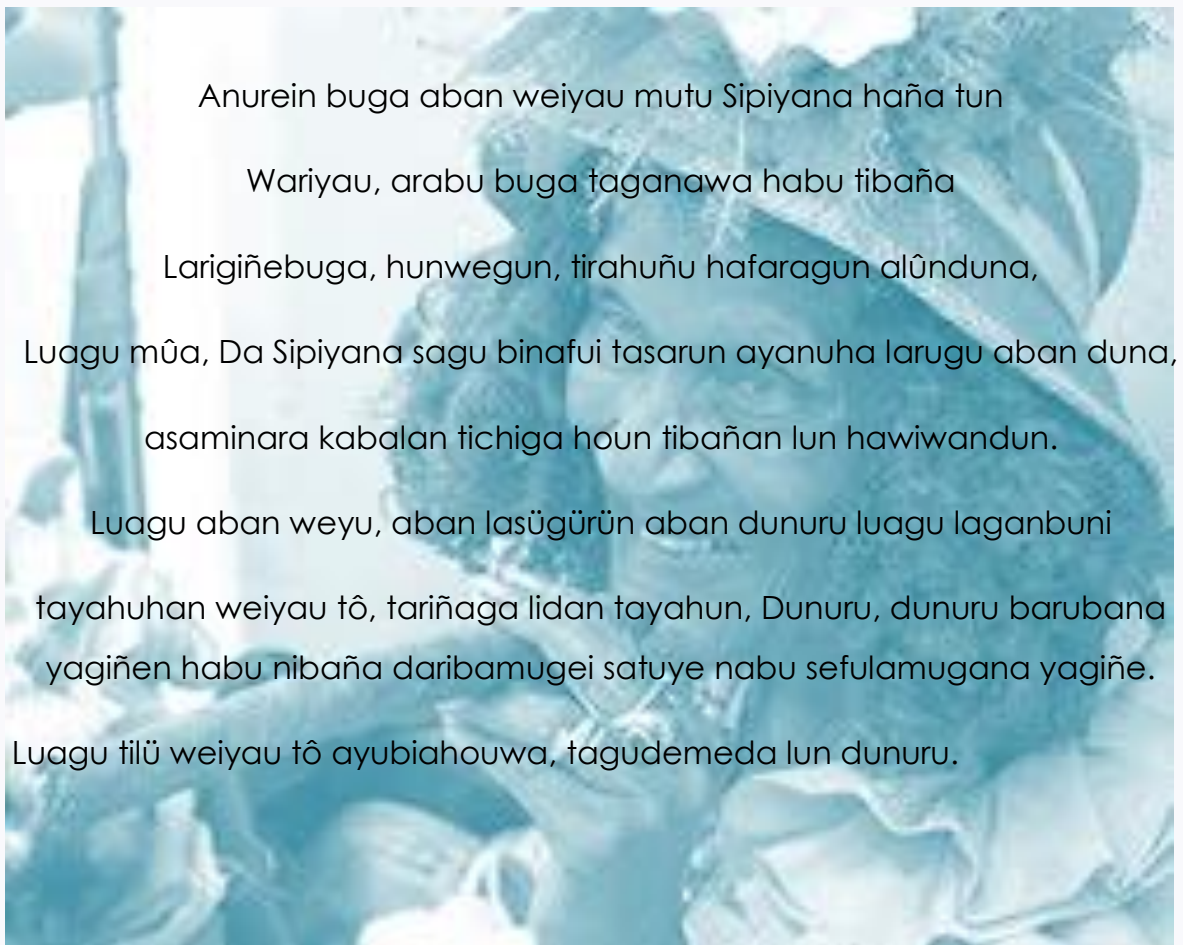 Anurein buga aban weiyau mutu Sipiyana haña tun
Wariyau, arabu buga taganawa habu tibaña
Larigiñebuga, hunwegun, tirahuñu hafaragun alûnduna,
Luagu mûa, Da Sipiyana sagu binafui tasarun ayanuha larugu aban duna,
asaminara kabalan tichiga houn tibañan lun hawiwandun.
Luagu aban weyu, aban lasügürün aban dunuru luagu laganbuni
tayahuhan weiyau tô, tariñaga lidan tayahun, Dunuru, dunuru barubana
yagiñen habu nibaña daribamugei satuye nabu sefulamugana yagiñe.
Luagu tilü weiyau tô ayubiahouwa, tagudemeda lun dunuru.